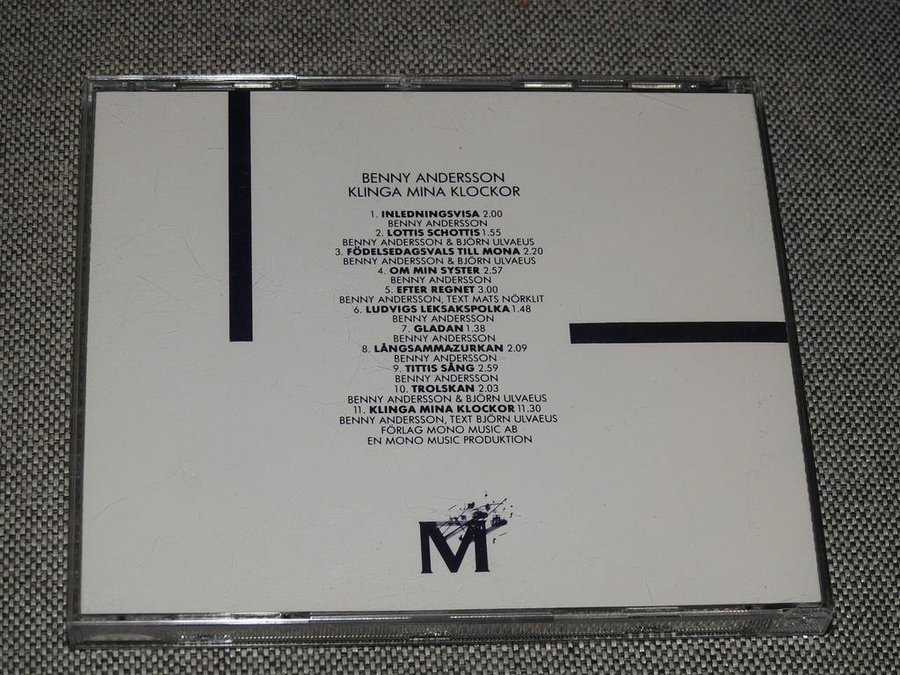 BENNY ANDERSSON
KLINGA MINA KLOCKOR
1. INLEDNINGSVISA 2.00
BENNY ANDERSSON
2. LOTTIS SCHOTTIS 1.55
BENNY ANDERSSON & BJÖRN ULVAEUS
3. FÖDELSEDAGSVALS TILL MONA 2.20
BENNY ANDERSSON & BJÖRN ULVAEUS
4. OM MIN SYSTER 2.57
BENNY ANDERSSON
5. EFTER REGNET 3.00
BENNY ANDERSSON, TEXT MATS NÖRKLIT
6. LUDVIGS LEKSAKSPOLKA 1.48
BENNY ANDERSSON
7. GLADAN 1.38
BENNY ANDERSSON
8. LÅNGSAMMAZURKAN 2.09
BENNY ANDERSSON
9. TITTIS SÅNG 2.59
BENNY ANDERSSON
10. TROLSKAN 2.03
BENNY ANDERSSON & BJÖRN ULVAEUS
11. KLINGA MINA KLOCKOR 11.30
BENNY ANDERSSON, TEXT BJÖRN ULVAEUS
FÖRLAG MONO MUSIC AB
EN MONO MUSIC PRODUKTION
M